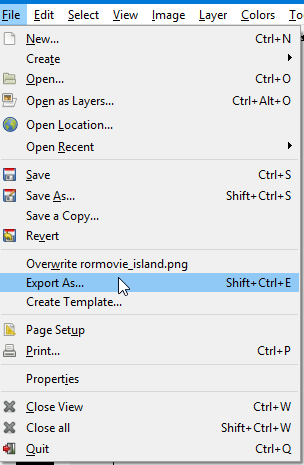 File Edit Select View Image Layer Colors To
New... Ctrl+N
Create
Open... Ctrl+O
Open as Layers... Ctrl+Alt+O
Open Location...
Open Recent
Save Ctrl+S
Save As... Shift+Ctrl+S
Save a Copy...
Revert
Overwrite rormovie_island.png
Export As... Shift+Ctrl+E
Create Template...
Page Setup
Print... Ctrl+P
Properties
Close View Ctrl+W
Close all Shift+Ctrl+W
Quit Ctrl+Q